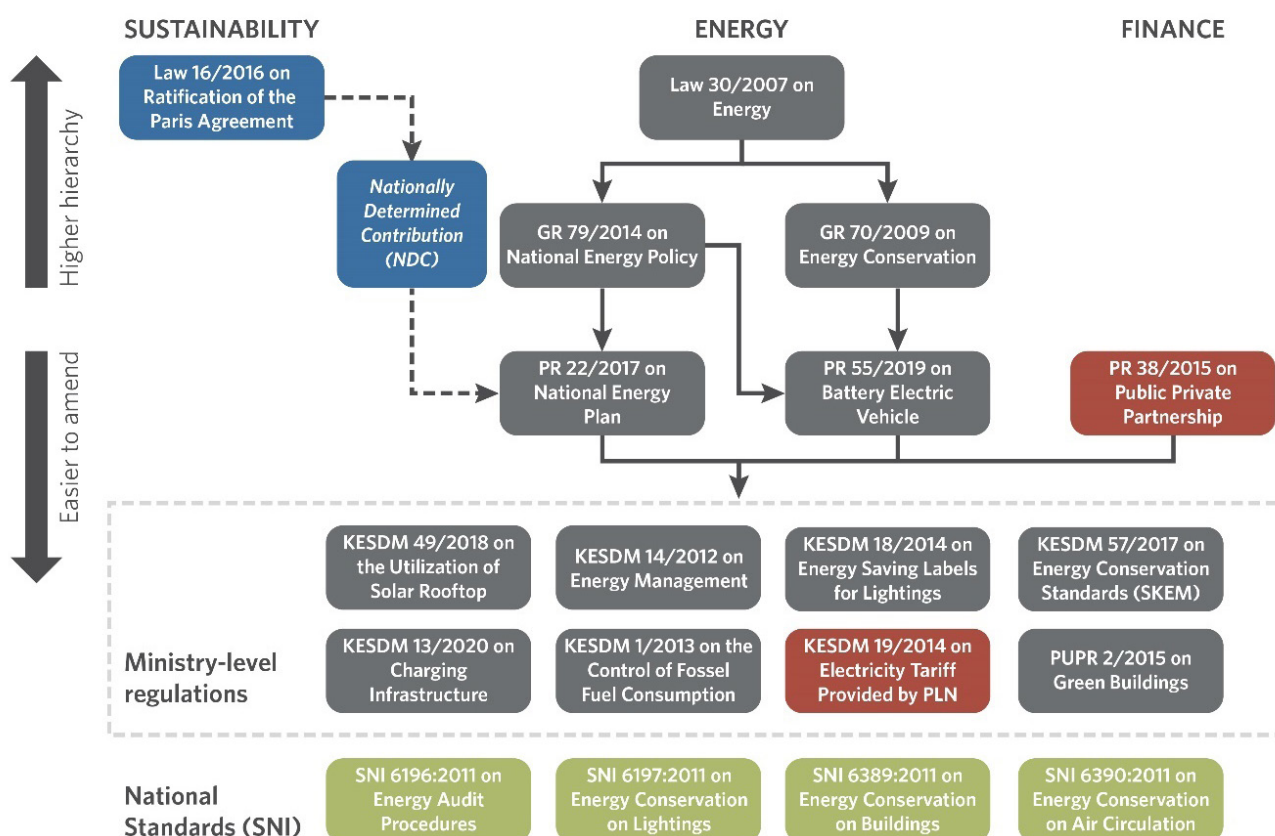 SUSTAINABILITY
ENERGY
FINANCE
Higher hierarchy
Easier to amend
Law 16/2016 on
Ratification of the
Paris Agreement
Law 30/2007 on
Energy
Nationally
Determined
Contribution
(NDC)
GR 79/2014 on
National Energy Policy
GR 70/2009 on
Energy Conservation
PR 22/2017 on
National Energy
Plan
PR 55/2019 on
Battery Electric
Vehicle
PR 38/2015 on
Public Private
Partnership
Ministry-level
regulations
KESDM 49/2018 on
the Utilization of
Solar Rooftop
KESDM 14/2012 on
Energy Management
KESDM 18/2014 on
Energy Saving Labels
for Lightings
KESDM 57/2017 on
Energy Conservation
Standards (SKEM)
KESDM 13/2020 on
Charging
Infrastructure
KESDM 1/2013 on the
Control of Fossel
Fuel Consumption
KESDM 19/2014 on
Electricity Tariff
Provided by PLN
PUPR 2/2015 on
Green Buildings
National
Standards (SNI)
SNI 6196:2011 on
Energy Audit
Procedures
SNI 6197:2011 on
Energy Conservation
on Lightings
SNI 6389:2011 on
Energy Conservation
on Buildings
SNI 6390:2011 on
Energy Conservation
on Air Circulation